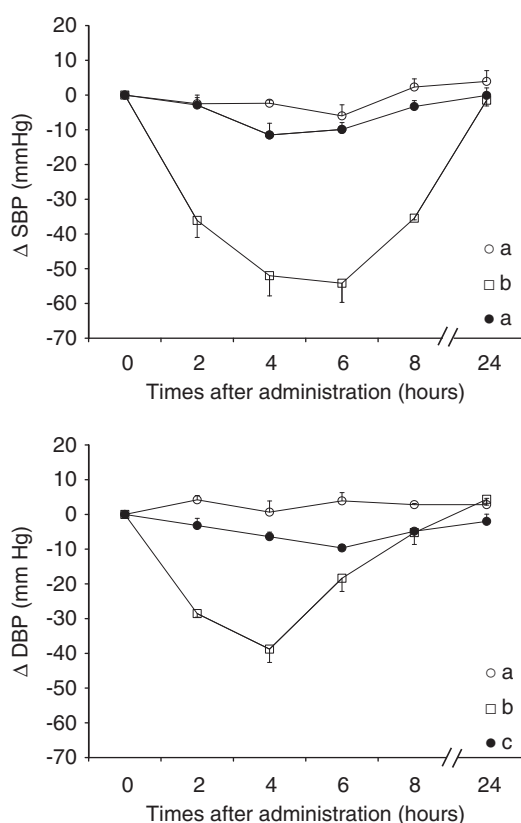 20
10
0
-10
-20
-30
-40
-50
-60
-70
Δ SBP (mmHg)
a
b
a
0 2 4 6 8 24
Times after administration (hours)
20
10
0
-10
-20
-30
-40
-50
-60
-70
Δ DBP (mm Hg)
a
b
c
0 2 4 6 8 24
Times after administration (hours)